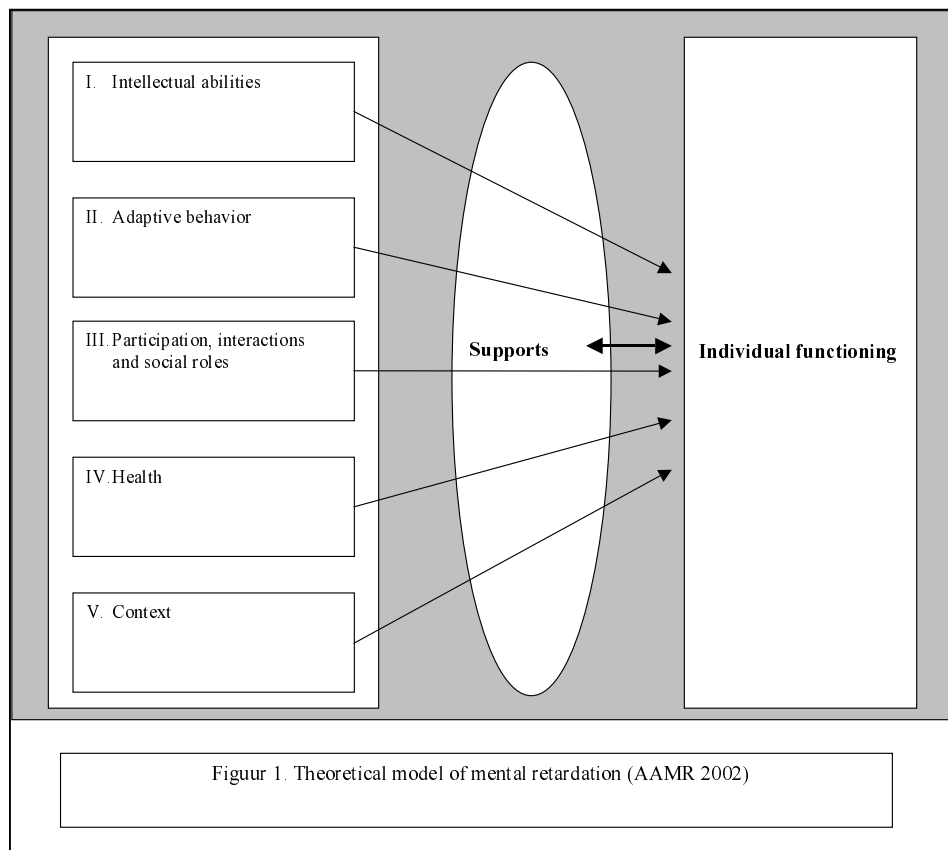 I. Intellectual abilities
II. Adaptive behavior
III. Participation, interactions
and social roles
IV. Health
V. Context
Supports
Individual functioning
Figuur 1. Theoretical model of mental retardation (AAMR 2002)